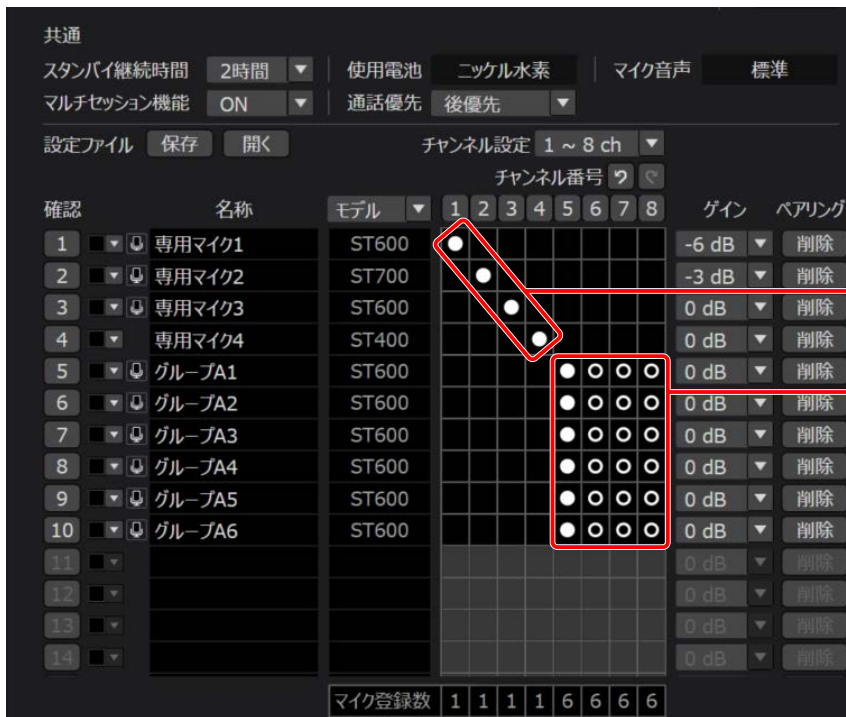 共通
スタンバイ継続時間 2時間 ▼ 使用電池 ニッケル水素 マイク音声 標準
マルチセッション機能 ON ▼ 通話優先 後優先 ▼
設定ファイル 保存 開く チャンネル設定 1 ~ 8 ch ▼
チャンネル番号
確認 名称 モデル ▼ 1 2 3 4 5 6 7 8 ゲイン ペアリング
1 ▼ 専用マイク1 ST600 ● -6 dB ▼ 削除
2 ▼ 専用マイク2 ST700 ● -3 dB ▼ 削除
3 ▼ 専用マイク3 ST600 ● 0 dB ▼ 削除
4 ▼ 専用マイク4 ST400 ● 0 dB ▼ 削除
5 ▼ グループA1 ST600 ● ○ ○ ○ 0 dB ▼ 削除
6 ▼ グループA2 ST600 ● ○ ○ ○ 0 dB ▼ 削除
7 ▼ グループA3 ST600 ● ○ ○ ○ 0 dB ▼ 削除
8 ▼ グループA4 ST600 ● ○ ○ ○ 0 dB ▼ 削除
9 ▼ グループA5 ST600 ● ○ ○ ○ 0 dB ▼ 削除
10 ▼ グループA6 ST600 ● ○ ○ ○ 0 dB ▼ 削除
11 ▼ 0 dB ▼ 削除
12 ▼ 0 dB ▼ 削除
13 ▼ 0 dB ▼ 削除
14 ▼ 0 dB ▼ 削除
マイク登録数 1 1 1 1 6 6 6 6